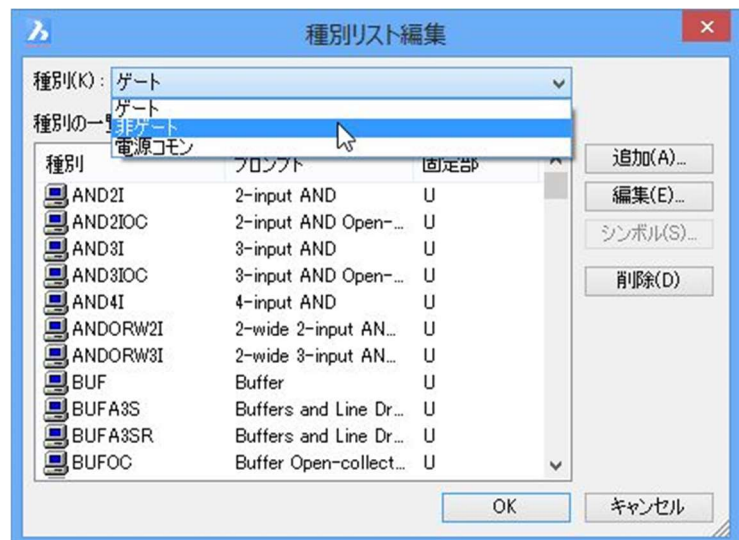 種別リスト編集
種別(K): ゲート
ゲート
非ゲート
電源コモン
種別の一
種別 プロンプト 固定部
AND2I 2-input AND U
AND2IOC 2-input AND Open-... U
AND3I 3-input AND U
AND3IOC 3-input AND Open-... U
AND4I 4-input AND U
ANDORW2I 2-wide 2-input AN... U
ANDORW3I 2-wide 3-input AN... U
BUF Buffer U
BUFA3S Buffers and Line Dr... U
BUFA3SR Buffers and Line Dr... U
BUFOC Buffer Open-collect... U
追加(A)...
編集(E)...
シンボル(S)...
削除(D)
OK キャンセル